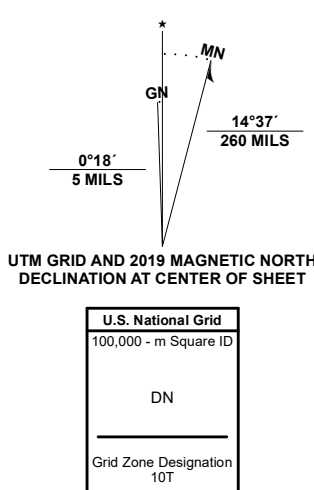 ★
MN
GN
14°37´
260 MILS
0°18´
5 MILS
UTM GRID AND 2019 MAGNETIC NORTH
DECLINATION AT CENTER OF SHEET
U.S. National Grid
100,000 - m Square ID
DN
Grid Zone Designation
10T